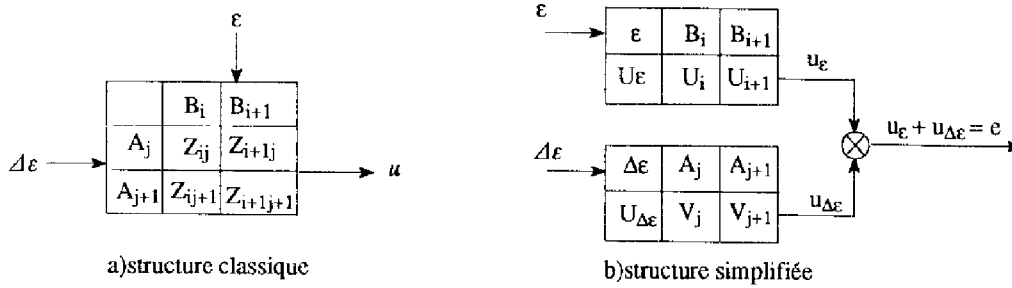 ε
B_i B_{i+1}
A_j Z_{ij} Z_{i+1j}
Δε
u
A_{j+1} Z_{ij+1} Z_{i+1j+1}
a)structure classique
ε
ε B_i B_{i+1}
Uε U_i U_{i+1}
u_ε
u_ε + u_{Δε} = e
Δε
Δε A_j A_{j+1}
U_{Δε} V_j V_{j+1}
u_{Δε}
b)structure simplifiée